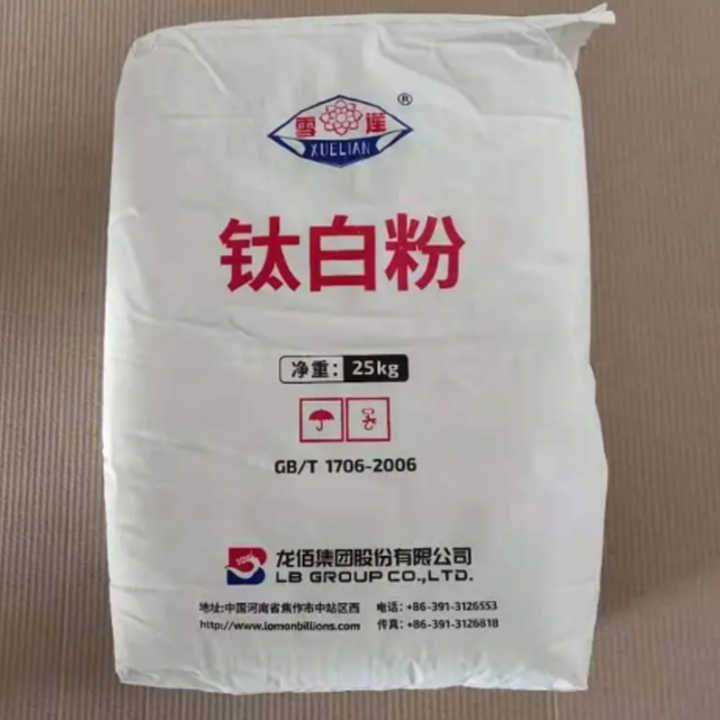 雪莲®
XUELIAN
钛白粉
净重：25kg
GB/T 1706-2006
龙佰集团股份有限公司
LB GROUP CO.,LTD.
地址:中国河南省焦作市中站区西 电话：+86-391-3126553
http://www.lomonbillions.com 传真：+86-391-3126818